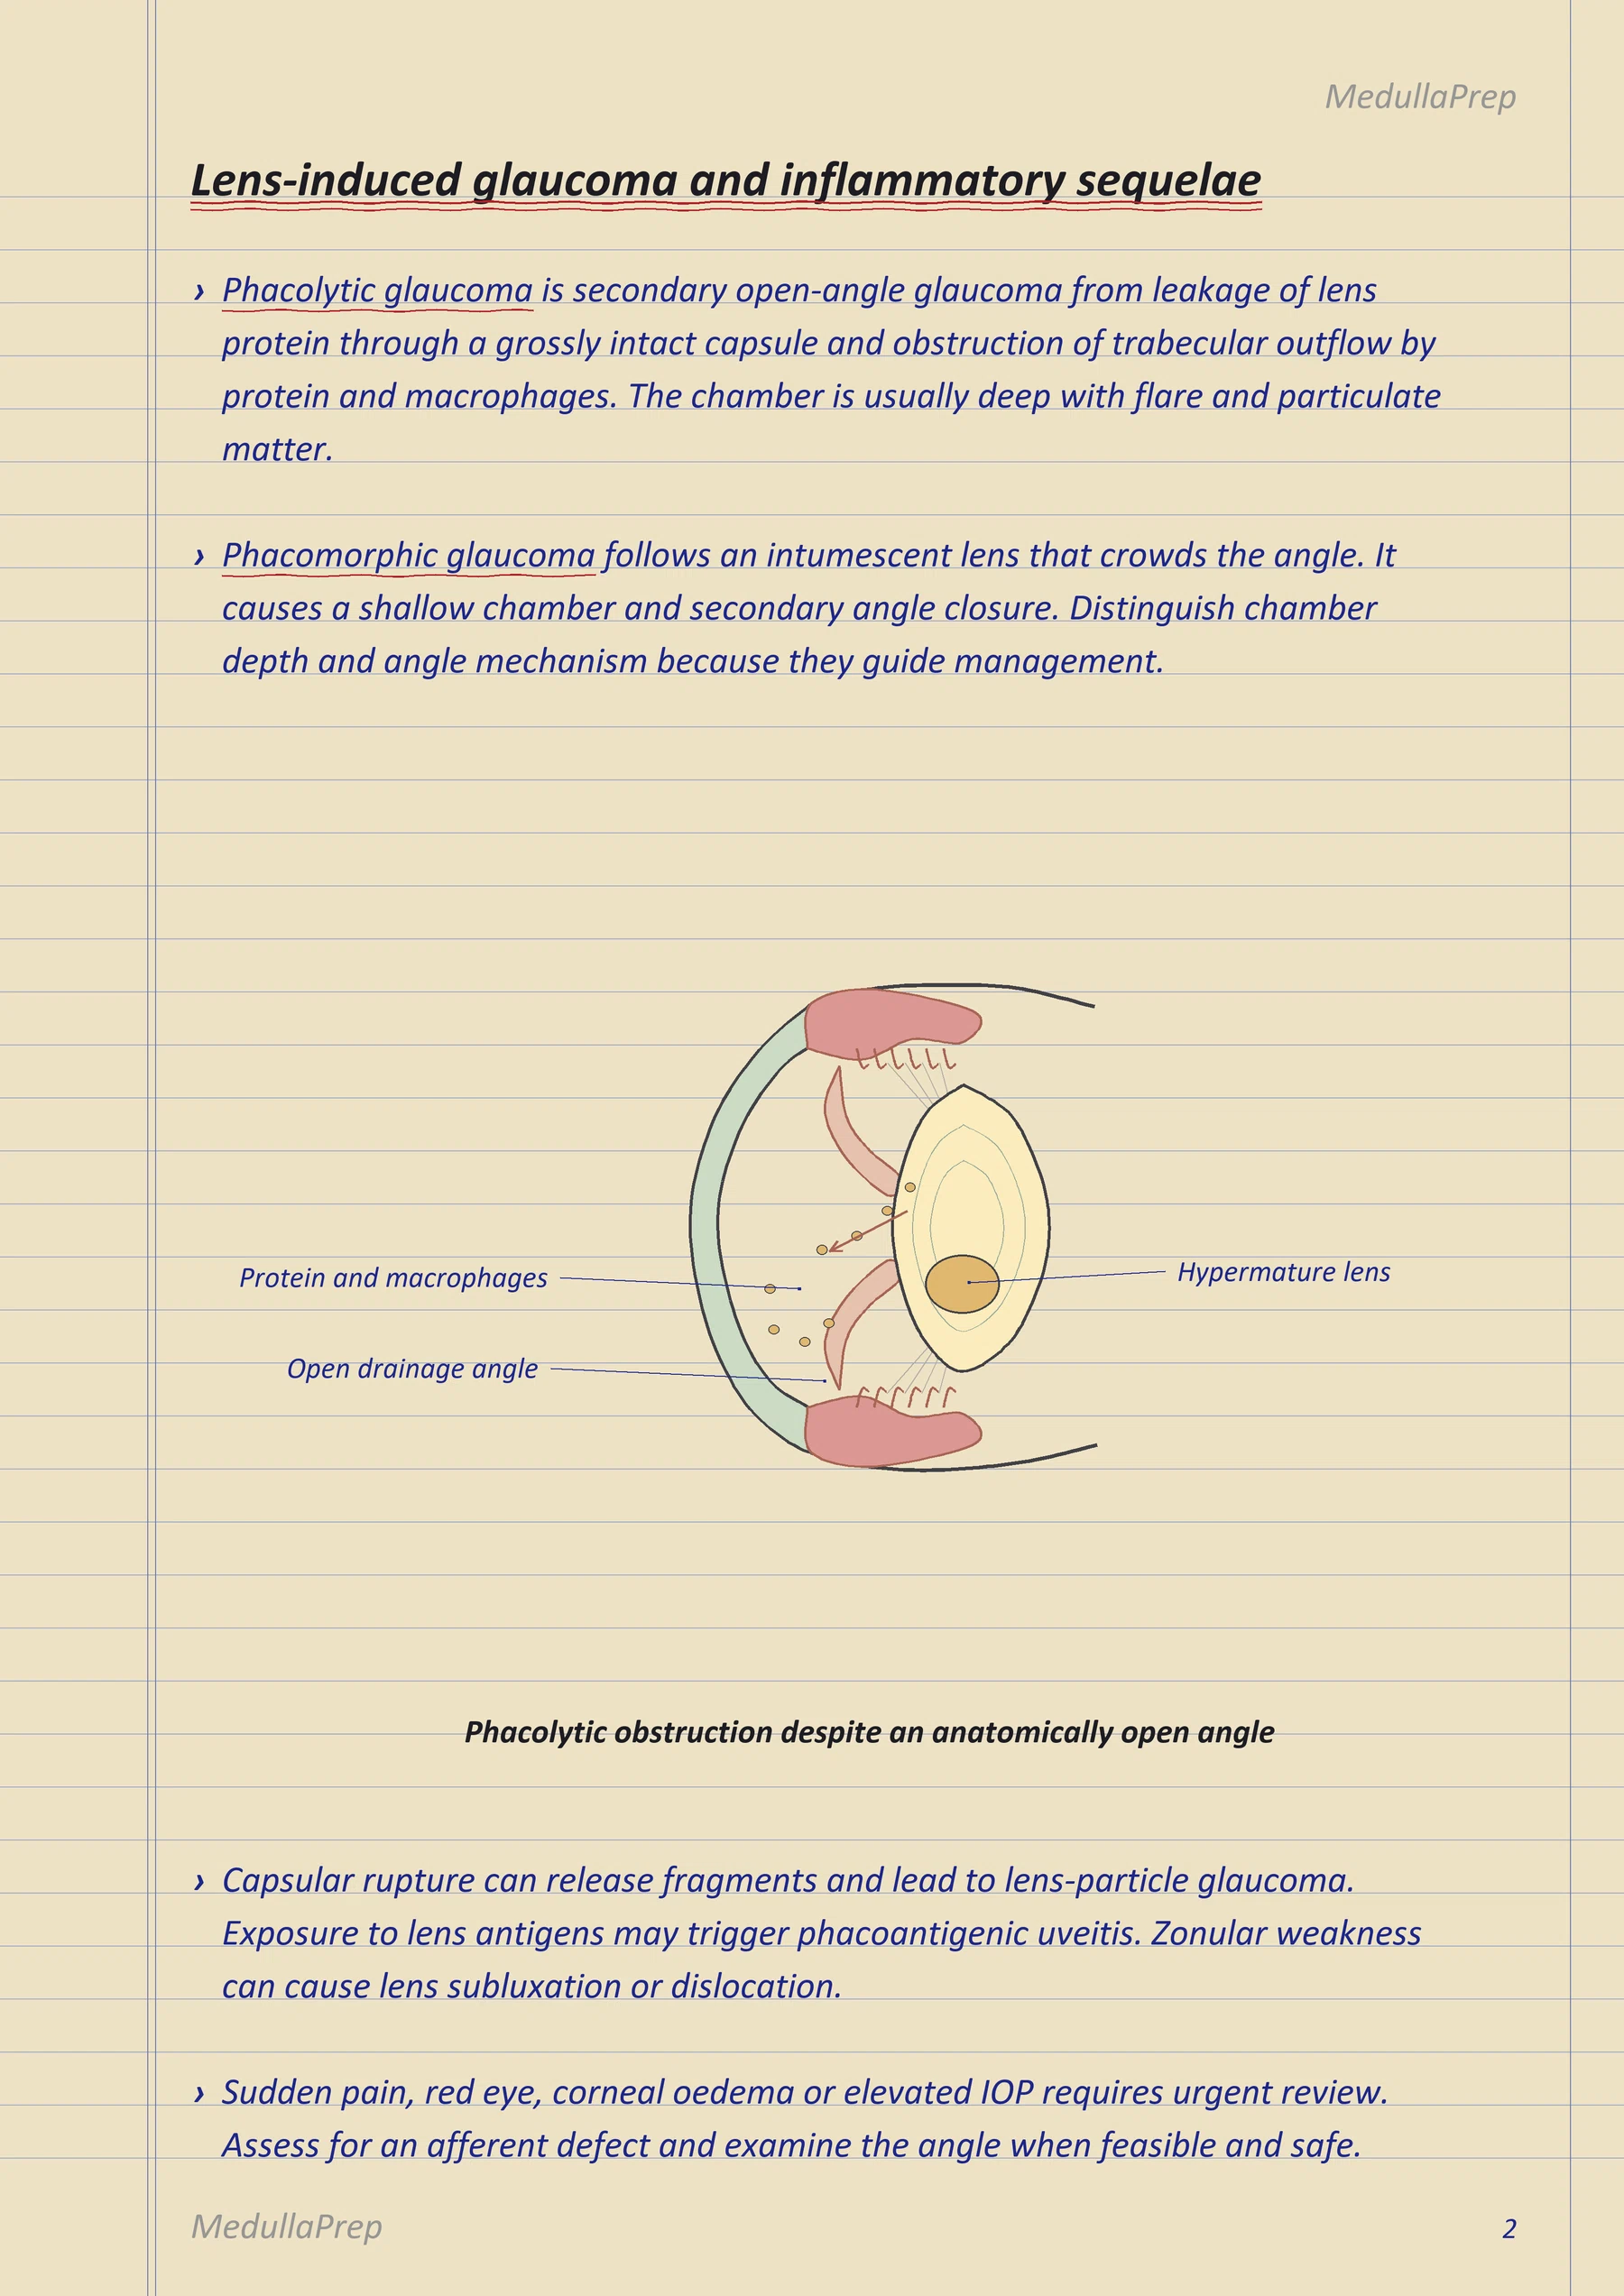 MedullaPrep
Lens-induced glaucoma and inflammatory sequelae
› Phacolytic glaucoma is secondary open-angle glaucoma from leakage of lens
protein through a grossly intact capsule and obstruction of trabecular outflow by
protein and macrophages. The chamber is usually deep with flare and particulate
matter.
› Phacomorphic glaucoma follows an intumescent lens that crowds the angle. It
causes a shallow chamber and secondary angle closure. Distinguish chamber
depth and angle mechanism because they guide management.
Protein and macrophages
Hypermature lens
Open drainage angle
Phacolytic obstruction despite an anatomically open angle
› Capsular rupture can release fragments and lead to lens-particle glaucoma.
Exposure to lens antigens may trigger phacoantigenic uveitis. Zonular weakness
can cause lens subluxation or dislocation.
› Sudden pain, red eye, corneal oedema or elevated IOP requires urgent review.
Assess for an afferent defect and examine the angle when feasible and safe.
MedullaPrep
2